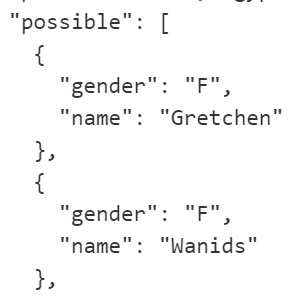 "possible": [
{
"gender": "F",
"name": "Gretchen"
},
{
"gender": "F",
"name": "Wanids"
},